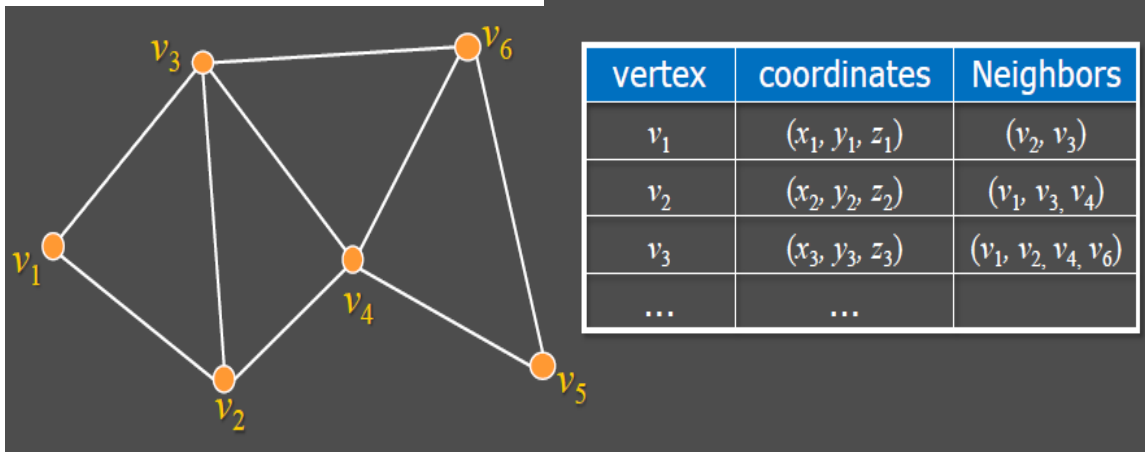 v3
v6
v1
v4
v2
v5
vertex coordinates Neighbors
v1 (x1, y1, z1) (v2, v3)
v2 (x2, y2, z2) (v1, v3, v4)
v3 (x3, y3, z3) (v1, v2, v4, v6)
... ...